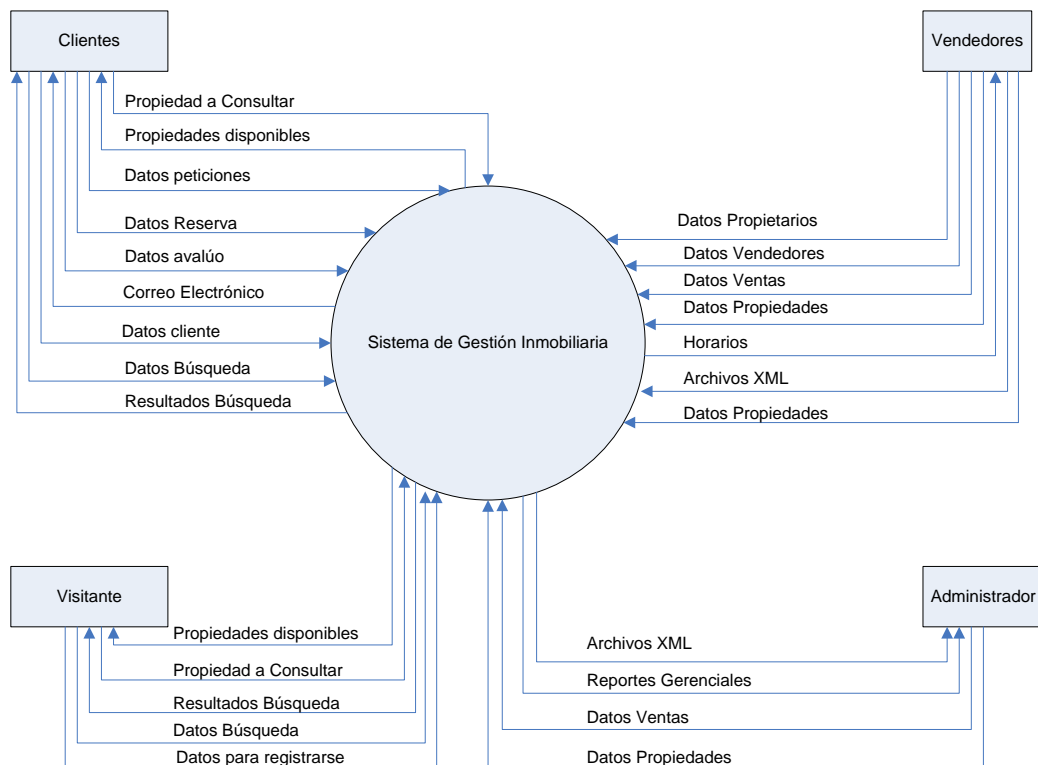 Clientes
Vendedores
Propiedad a Consultar
Propiedades disponibles
Datos peticiones
Datos Reserva
Datos avalúo
Correo Electrónico
Datos cliente
Datos Búsqueda
Resultados Búsqueda
Sistema de Gestión Inmobiliaria
Datos Propietarios
Datos Vendedores
Datos Ventas
Datos Propiedades
Horarios
Archivos XML
Datos Propiedades
Visitante
Administrador
Propiedades disponibles
Propiedad a Consultar
Resultados Búsqueda
Datos Búsqueda
Datos para registrarse
Archivos XML
Reportes Gerenciales
Datos Ventas
Datos Propiedades